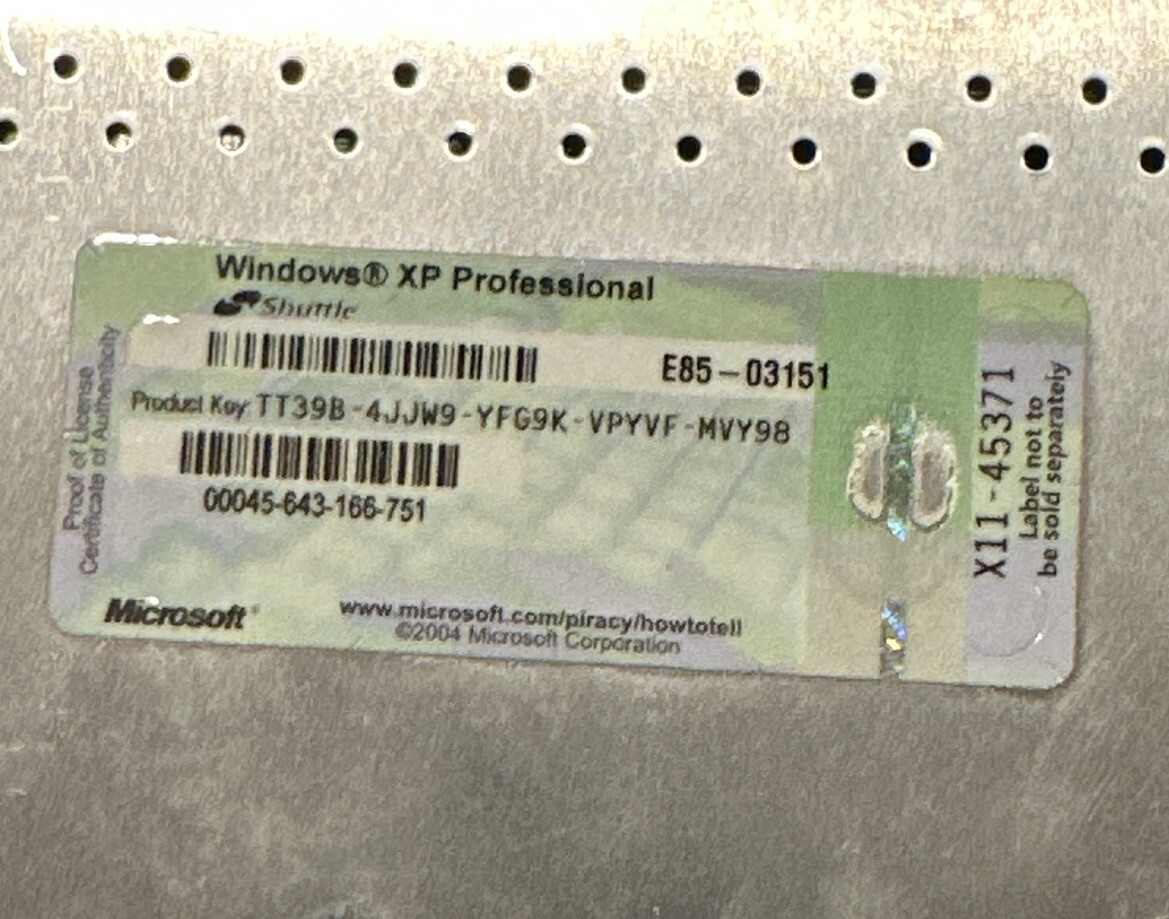 Windows® XP Professional
Shuttle
E85-03151
Product Key: TT39B-4JJW9-YFG9K-VPYVF-MVY98
00045-643-166-751
Microsoft®
www.microsoft.com/piracy/howtotell
©2004 Microsoft Corporation
Proof of License
Certificate of Authenticity
X11-45371
Label not to
be sold separately